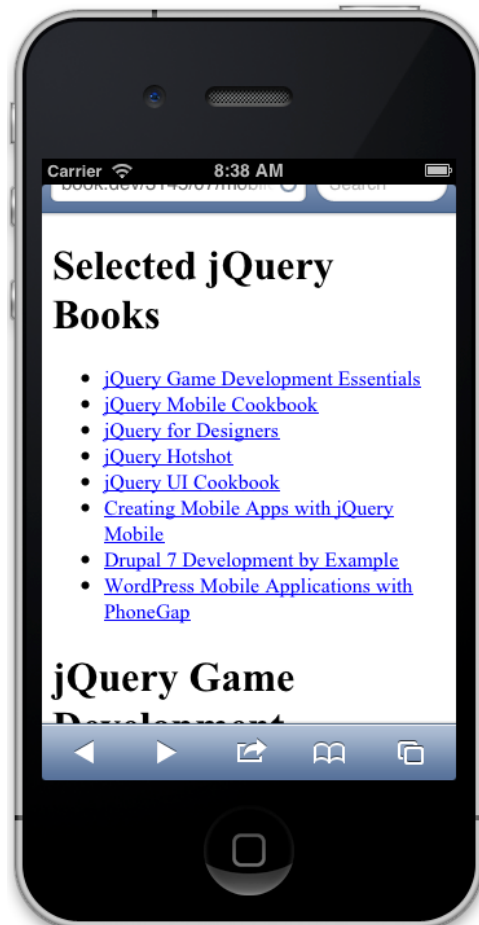 Carrier 8:38 AM
Search
Selected jQuery
Books
• jQuery Game Development Essentials
• jQuery Mobile Cookbook
• jQuery for Designers
• jQuery Hotshot
• jQuery UI Cookbook
• Creating Mobile Apps with jQuery
Mobile
• Drupal 7 Development by Example
• WordPress Mobile Applications with
PhoneGap
jQuery Game
Development